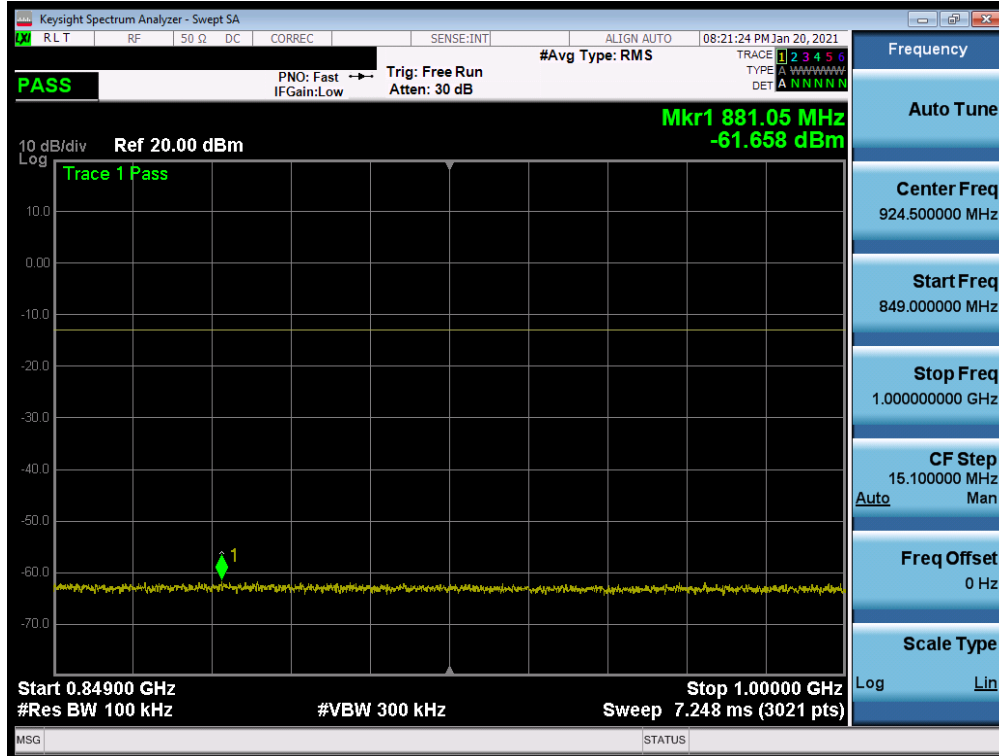 Keysight Spectrum Analyzer - Swept SA
LXI RLT RF 50 Ω DC CORREC SENSE:INT ALIGN AUTO 08:21:24 PM Jan 20, 2021
#Avg Type: RMS TRACE 1 2 3 4 5 6
PNO: Fast Trig: Free Run TYPE A WWWWW
PASS IFGain:Low Atten: 30 dB DET A N N N N N
Mkr1 881.05 MHz
-61.658 dBm
10 dB/div Ref 20.00 dBm
Log
Trace 1 Pass
10.0
0.00
-10.0
-20.0
-30.0
-40.0
-50.0
1
-60.0
-70.0
Start 0.84900 GHz Stop 1.00000 GHz
#Res BW 100 kHz #VBW 300 kHz Sweep 7.248 ms (3021 pts)
MSG STATUS
Frequency
Auto Tune
Center Freq
924.500000 MHz
Start Freq
849.000000 MHz
Stop Freq
1.000000000 GHz
CF Step
15.100000 MHz
Auto Man
Freq Offset
0 Hz
Scale Type
Log Lin